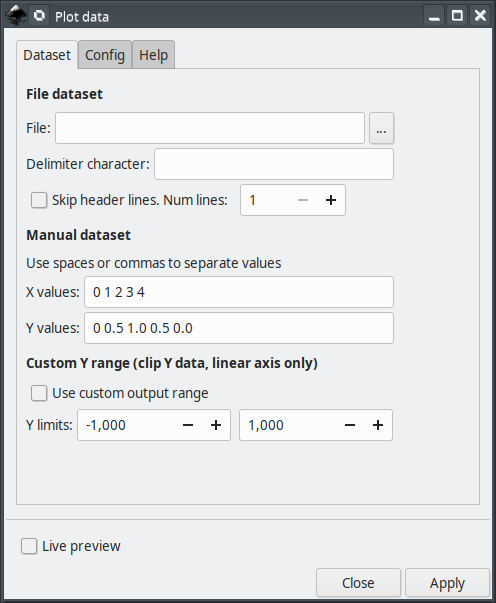 Plot data
Dataset Config Help
File dataset
File: ...
Delimiter character:
Skip header lines. Num lines: 1 − +
Manual dataset
Use spaces or commas to separate values
X values: 0 1 2 3 4
Y values: 0 0.5 1.0 0.5 0.0
Custom Y range (clip Y data, linear axis only)
Use custom output range
Y limits: -1,000 − + 1,000 − +
Live preview
Close Apply